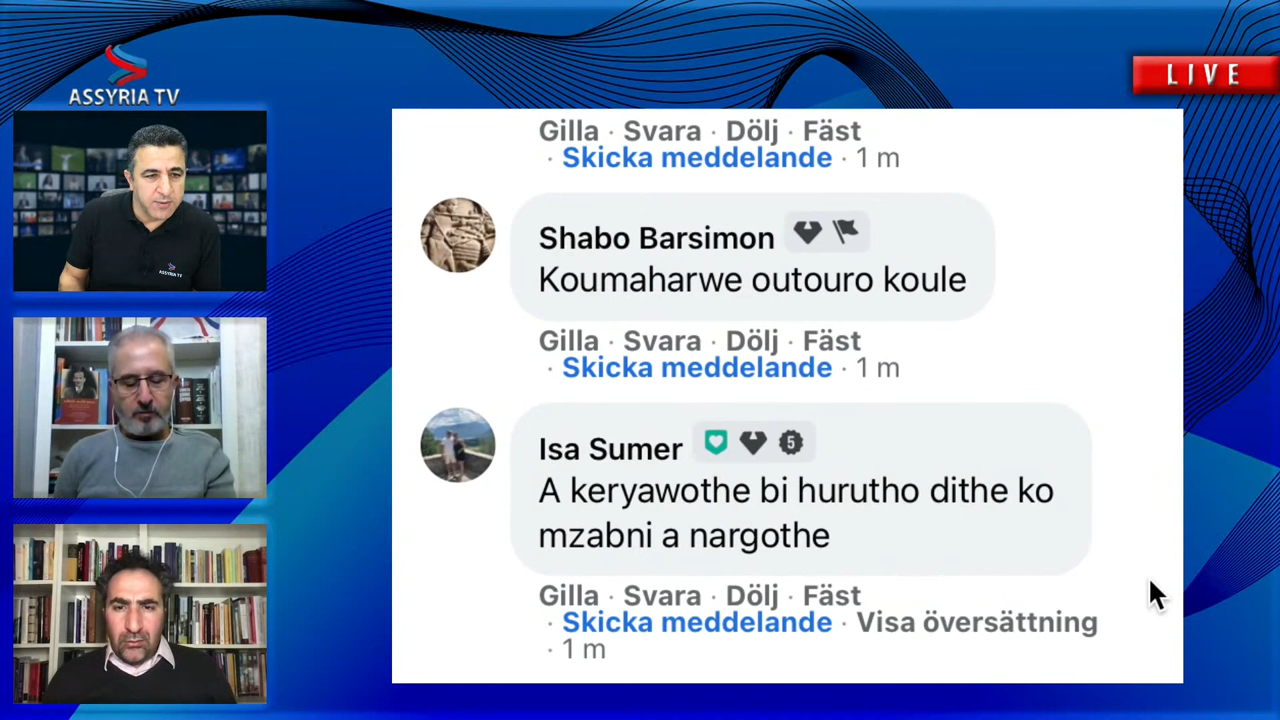 ASSYRIA TV
LIVE
Gilla · Svara · Dölj · Fäst
· Skicka meddelande · 1 m
Shabo Barsimon
Koumaharwe outouro koule
Gilla · Svara · Dölj · Fäst
· Skicka meddelande · 1 m
Isa Sumer 5
A keryawothe bi hurutho dithe ko
mzabni a nargothe
Gilla · Svara · Dölj · Fäst
· Skicka meddelande · Visa översättning
· 1 m
ASSYRIA TV